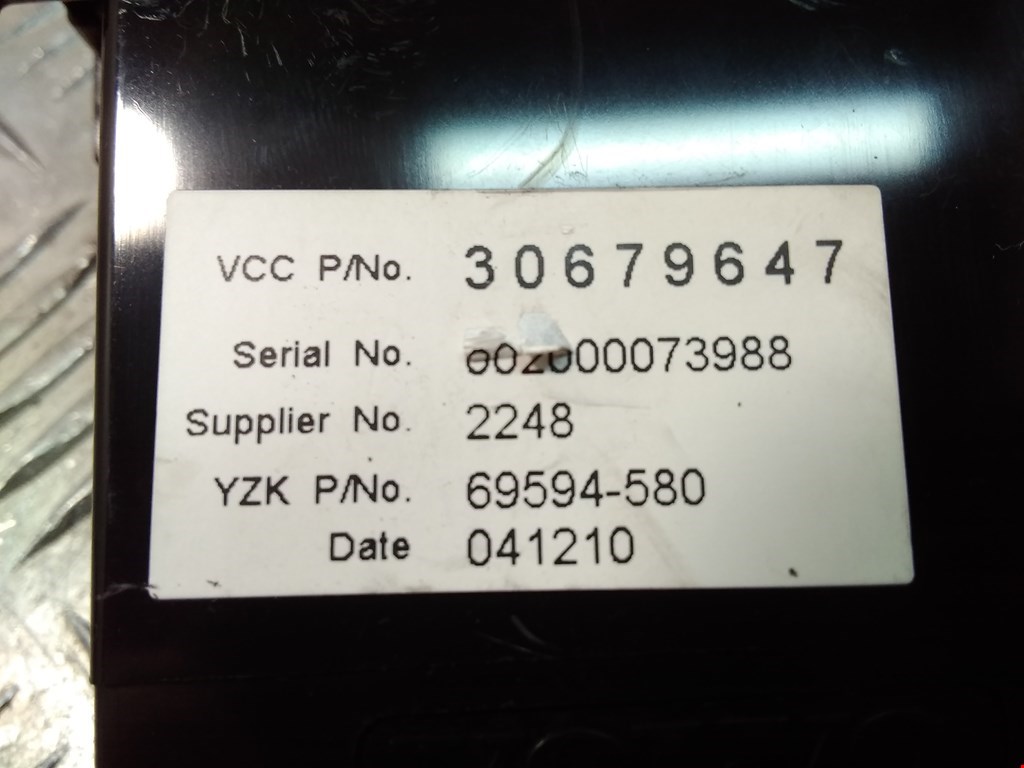 VCC P/No. 30679647
Serial No.
Supplier No. 2248
YZK P/No. 69594-580
Date 041210